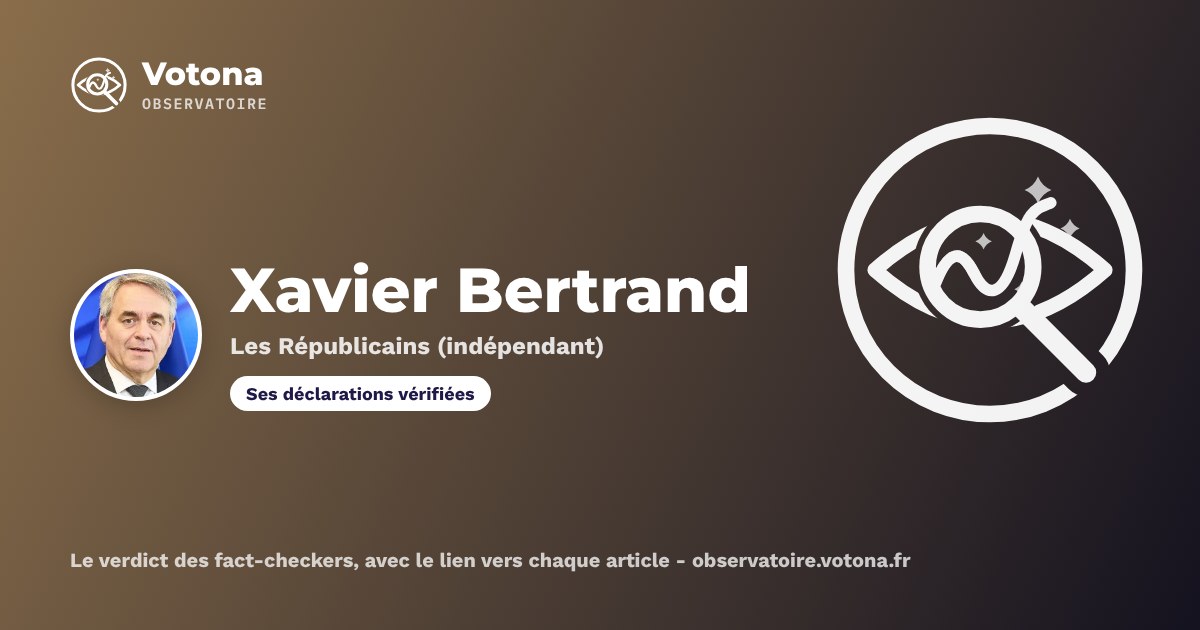 Votona
OBSERVATOIRE
Xavier Bertrand
Les Républicains (indépendant)
Ses déclarations vérifiées
Le verdict des fact-checkers, avec le lien vers chaque article - observatoire.votona.fr